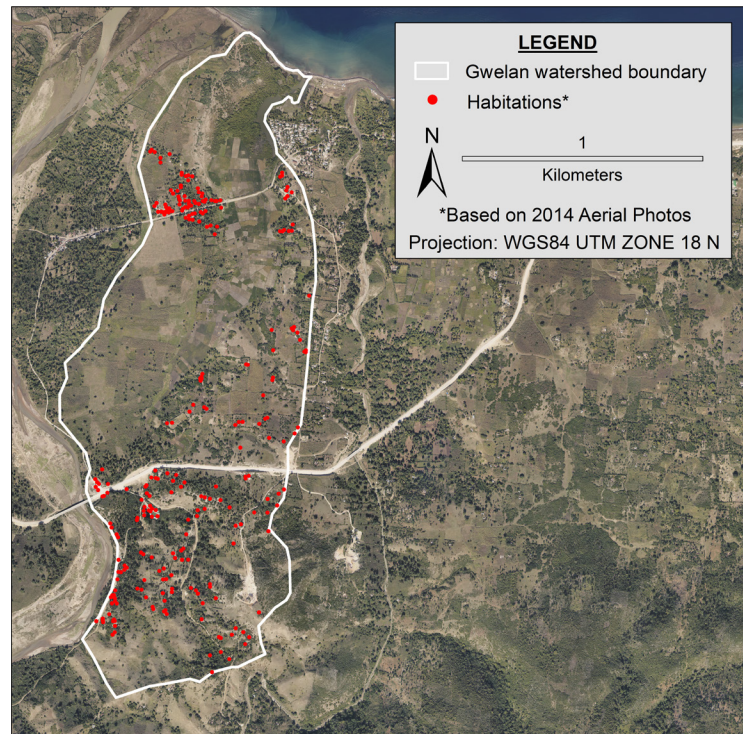 LEGEND
Gwelan watershed boundary
Habitations*
N
1
Kilometers
*Based on 2014 Aerial Photos
Projection: WGS84 UTM ZONE 18 N